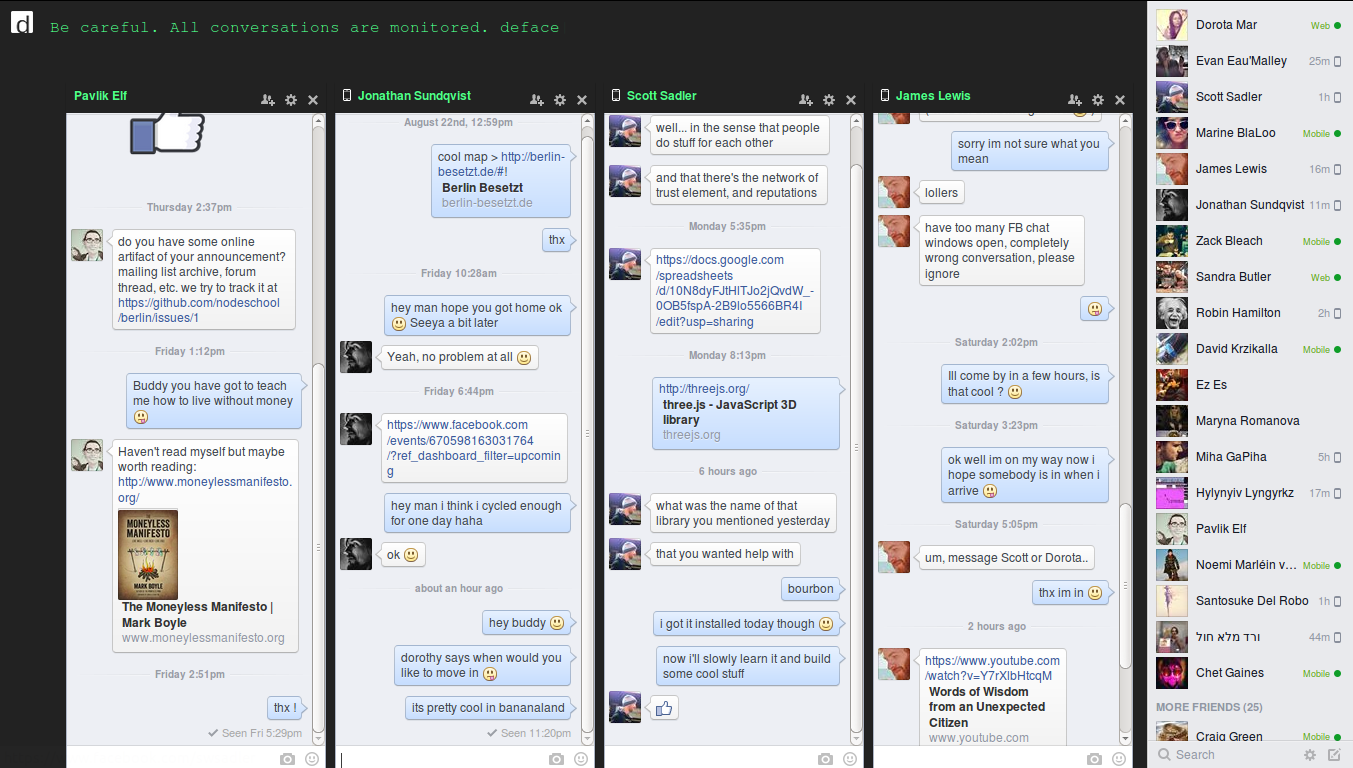 d Be careful. All conversations are monitored. deface
Pavlik Elf
Thursday 2:37pm
do you have some online
artifact of your announcement?
mailing list archive, forum
thread, etc. we try to track it at
https://github.com/nodeschool
/berlin/issues/1
Friday 1:12pm
Buddy you have got to teach
me how to live without money
Haven't read myself but maybe
worth reading:
http://www.moneylessmanifesto.
org/
THE
MONEYLESS
MANIFESTO
MARK BOYLE
The Moneyless Manifesto |
Mark Boyle
www.moneylessmanifesto.org
Friday 2:51pm
thx !
Seen Fri 5:29pm
Jonathan Sundqvist
August 22nd, 12:59pm
cool map > http://berlin-
besetzt.de/#!
Berlin Besetzt
berlin-besetzt.de
thx
Friday 10:28am
hey man hope you got home ok
Seeya a bit later
Yeah, no problem at all
Friday 6:44pm
https://www.facebook.com
/events/670598163031764
/?ref_dashboard_filter=upcomin
g
hey man i think i cycled enough
for one day haha
ok
about an hour ago
hey buddy
dorothy says when would you
like to move in
its pretty cool in bananaland
Seen 11:20pm
Scott Sadler
well... in the sense that people
do stuff for each other
and that there's the network of
trust element, and reputations
Monday 5:35pm
https://docs.google.com
/spreadsheets
/d/10N8dyFJtHITJo2jQvdW_-
0OB5fspA-2B9Io5566BR4I
/edit?usp=sharing
Monday 8:13pm
http://threejs.org/
three.js - JavaScript 3D
library
threejs.org
6 hours ago
what was the name of that
library you mentioned yesterday
that you wanted help with
bourbon
i got it installed today though
now i'll slowly learn it and build
some cool stuff
James Lewis
sorry im not sure what you
mean
lollers
have too many FB chat
windows open, completely
wrong conversation, please
ignore
Saturday 2:02pm
Ill come by in a few hours, is
that cool ?
Saturday 3:23pm
ok well im on my way now i
hope somebody is in when i
arrive
Saturday 5:05pm
um, message Scott or Dorota..
thx im in
2 hours ago
https://www.youtube.com
/watch?v=Y7rXlbHtcqM
Words of Wisdom
from an Unexpected
Citizen
www.youtube.com
Dorota Mar Web
Evan Eau'Malley 25m
Scott Sadler 1h
Marine BlaLoo Mobile
James Lewis 16m
Jonathan Sundqvist 11m
Zack Bleach Mobile
Sandra Butler Web
Robin Hamilton 2h
David Krzikalla Mobile
Ez Es
Maryna Romanova
Miha GaPiha 5h
Hylynyiv Lyngyrkz 17m
Pavlik Elf
Noemi Marléin v... Mobile
Santosuke Del Robo 1h
ורד מלא חול 44m
Chet Gaines Mobile
MORE FRIENDS (25)
Craig Green Mobile
Search